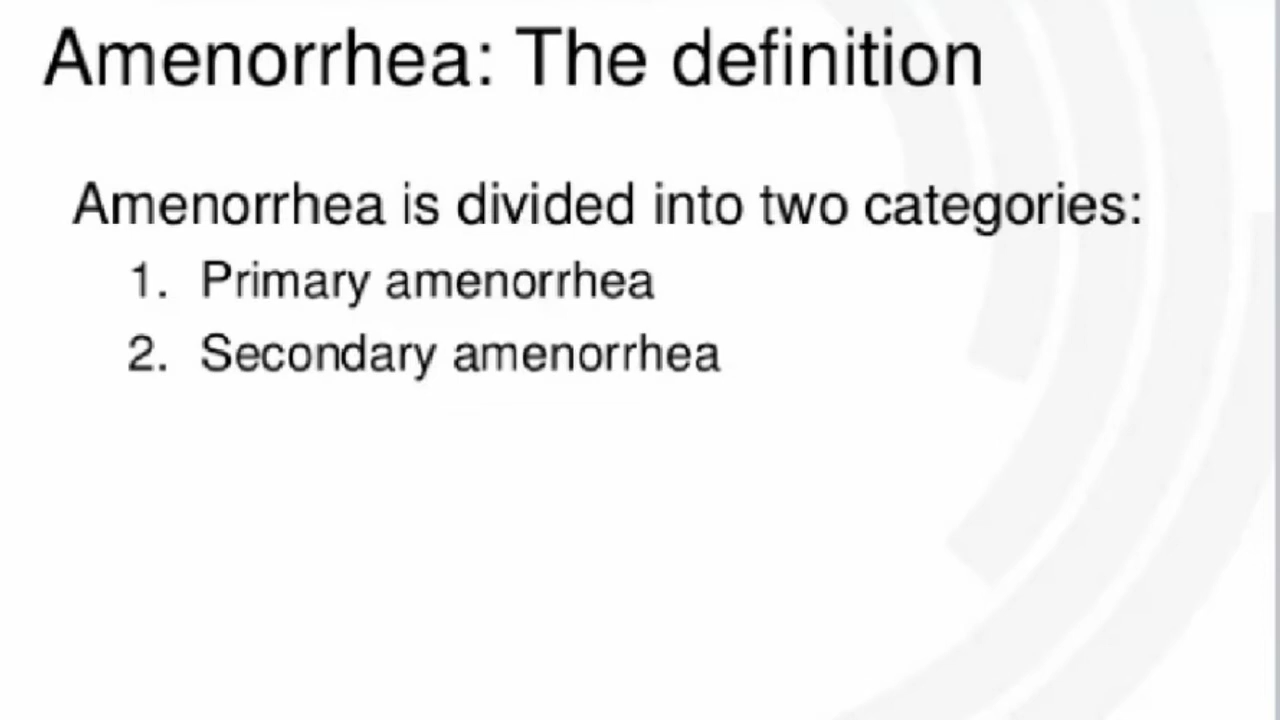 Amenorrhea: The definition
Amenorrhea is divided into two categories:
1. Primary amenorrhea
2. Secondary amenorrhea